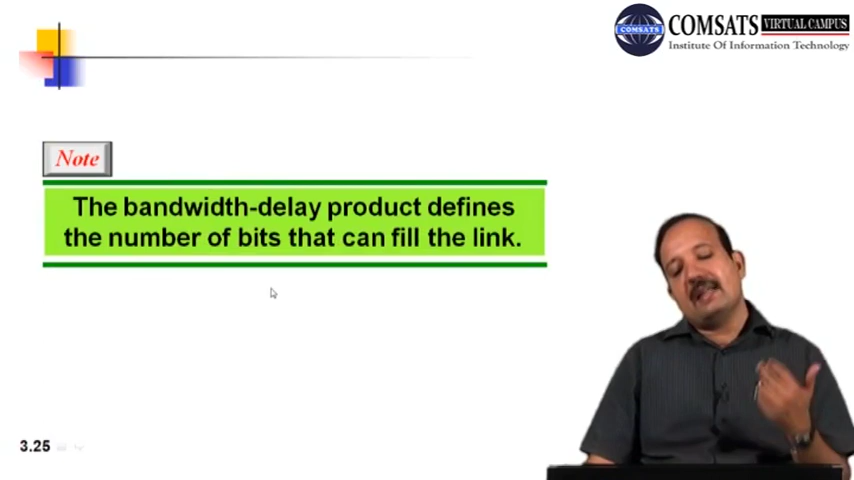 COMSATS VIRTUAL CAMPUS
COMSATS
Institute Of Information Technology
Note
The bandwidth-delay product defines
the number of bits that can fill the link.
3.25